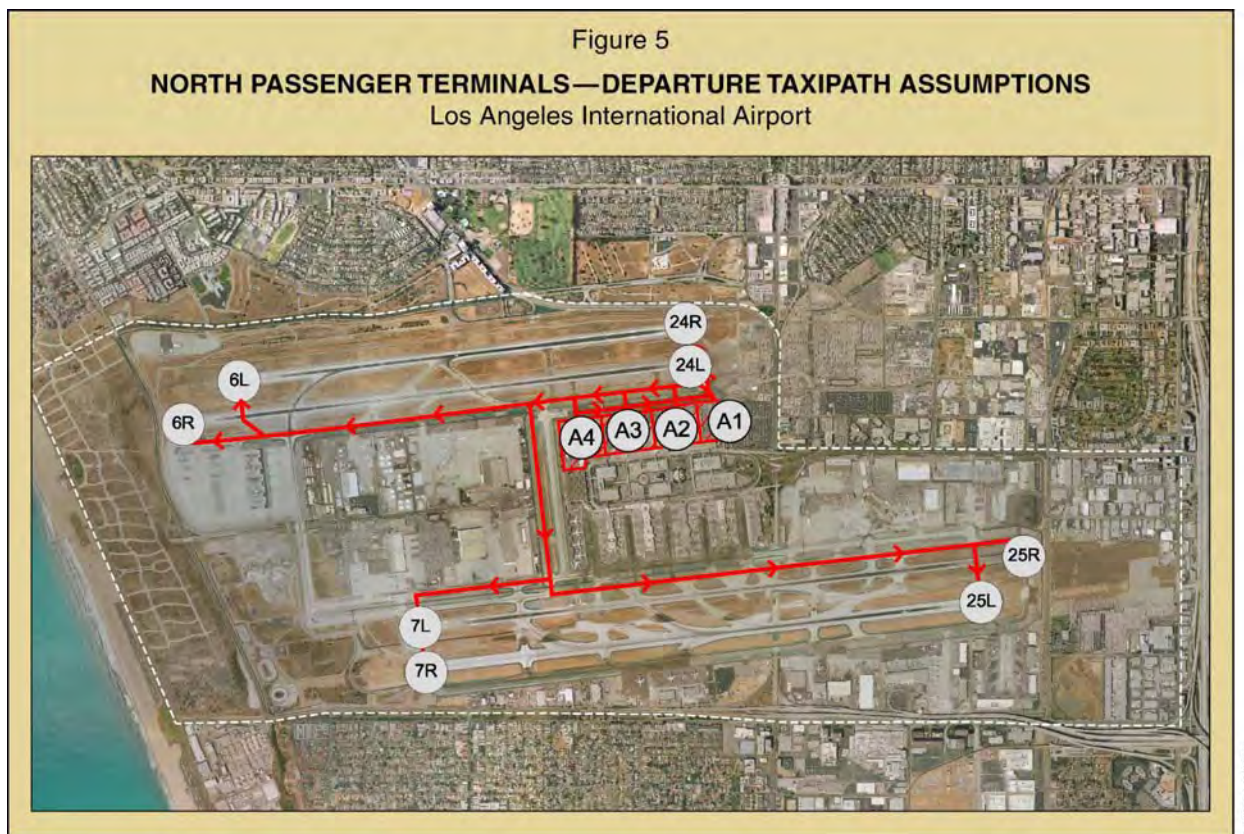 Figure 5
NORTH PASSENGER TERMINALS—DEPARTURE TAXIPATH ASSUMPTIONS
Los Angeles International Airport
24R
24L
6L
6R
A4
A3
A2
A1
25R
25L
7L
7R